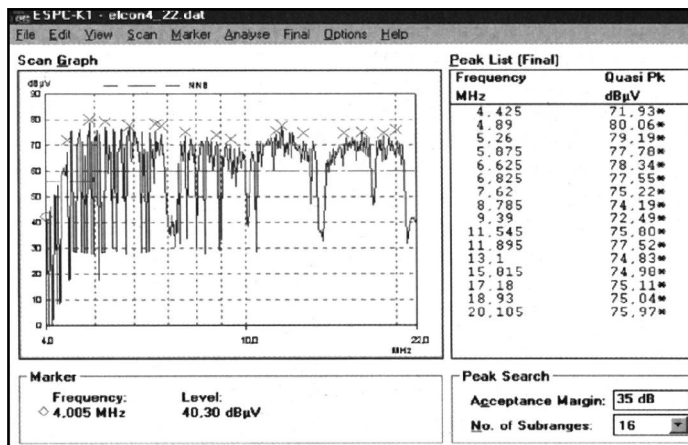 ESPC-K1 - elcon4_22.dat
File Edit View Scan Marker Analyse Final Options Help
Scan Graph
dBµV
NNB
90
80
70
60
50
40
30
20
10
0
4,0 10,0 22,0
MHz
Peak List (Final)
Frequency Quasi Pk
MHz dBµV
4,425 71,93*
4,89 80,06*
5,26 79,19*
5,875 77,78*
6,625 78,34*
6,825 77,55*
7,62 75,22*
8,785 74,19*
9,39 72,49*
11,545 75,80*
11,895 77,52*
13,1 74,83*
15,815 74,98*
17,18 75,11*
18,93 75,04*
20,105 75,97*
Marker
Frequency: Level:
4,005 MHz 40,30 dBµV
Peak Search
Acceptance Margin: 35 dB
No. of Subranges: 16